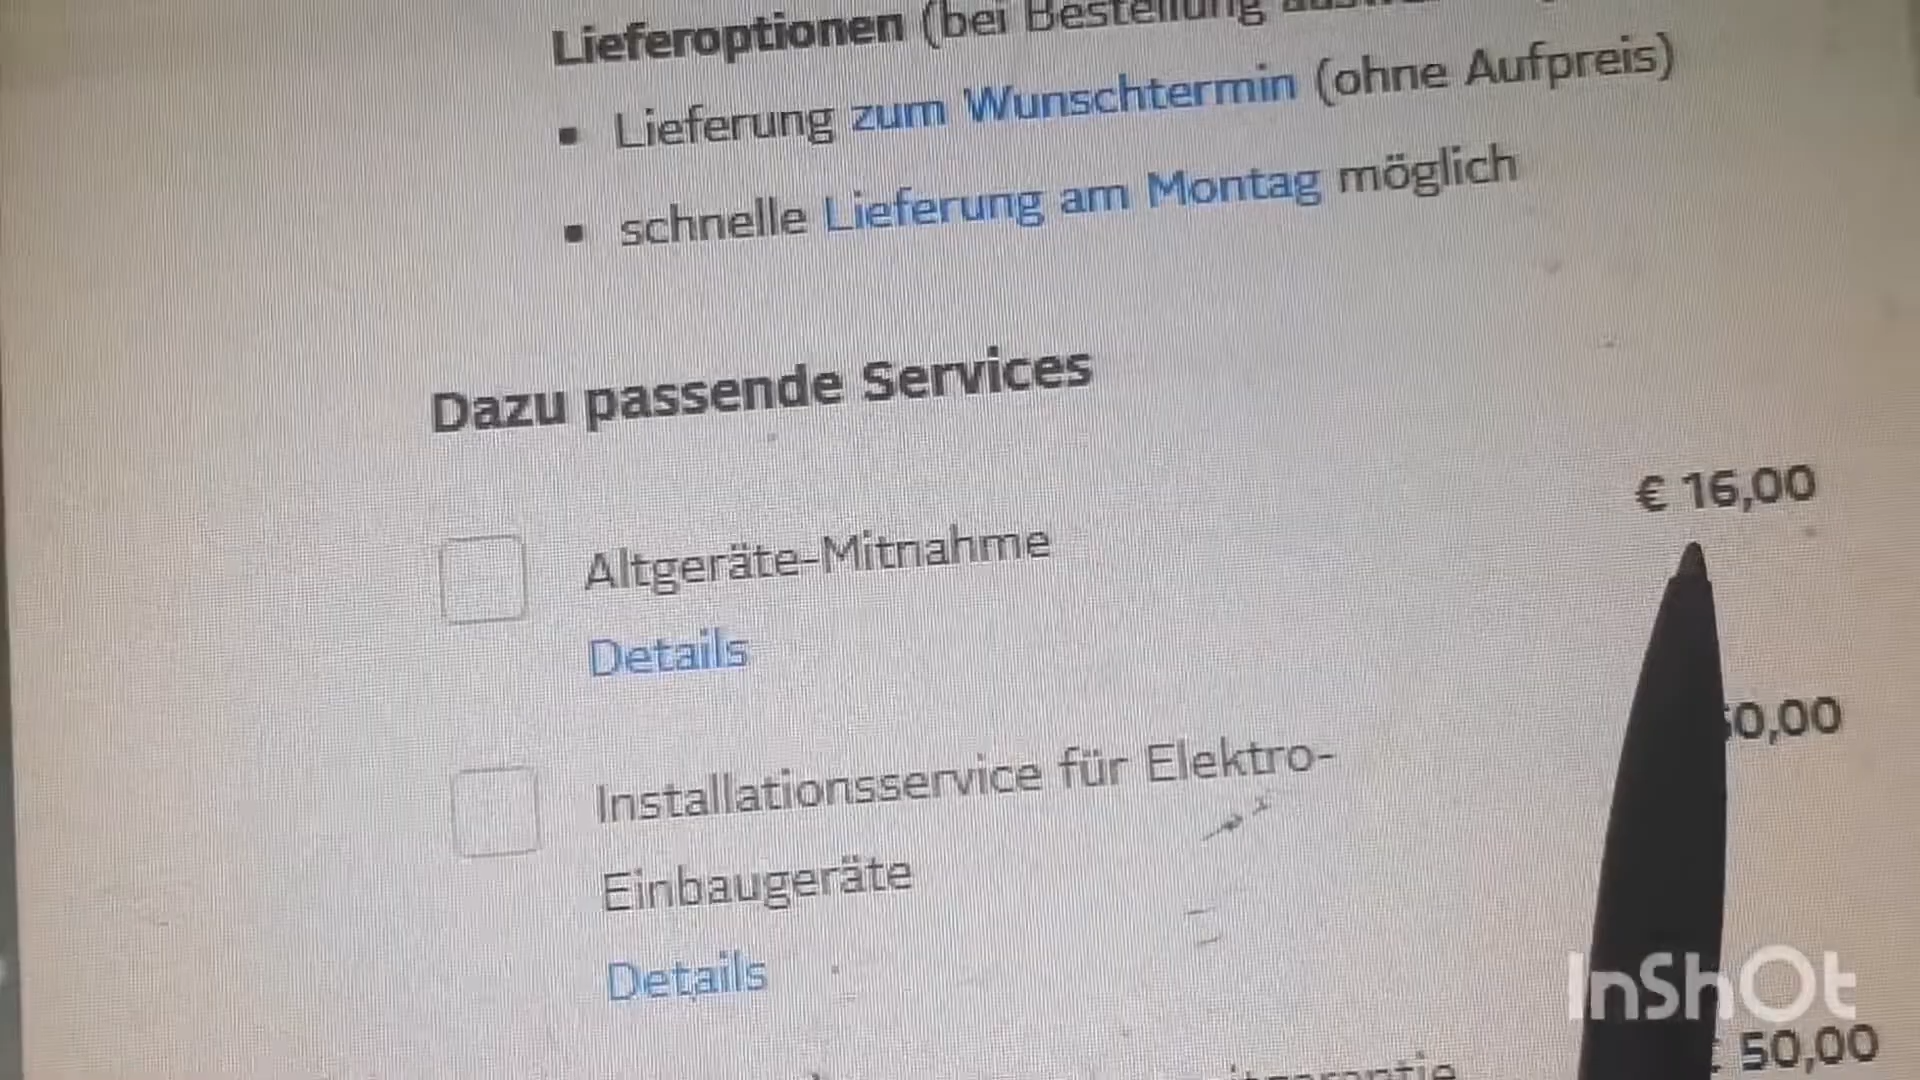 Lieferoptionen (bei Bestellung
▪ Lieferung zum Wunschtermin (ohne Aufpreis)
▪ schnelle Lieferung am Montag möglich
Dazu passende Services
€ 16,00
Altgeräte-Mitnahme
Details
0,00
Installationsservice für Elektro-
Einbaugeräte
Details
50,00
InShOt